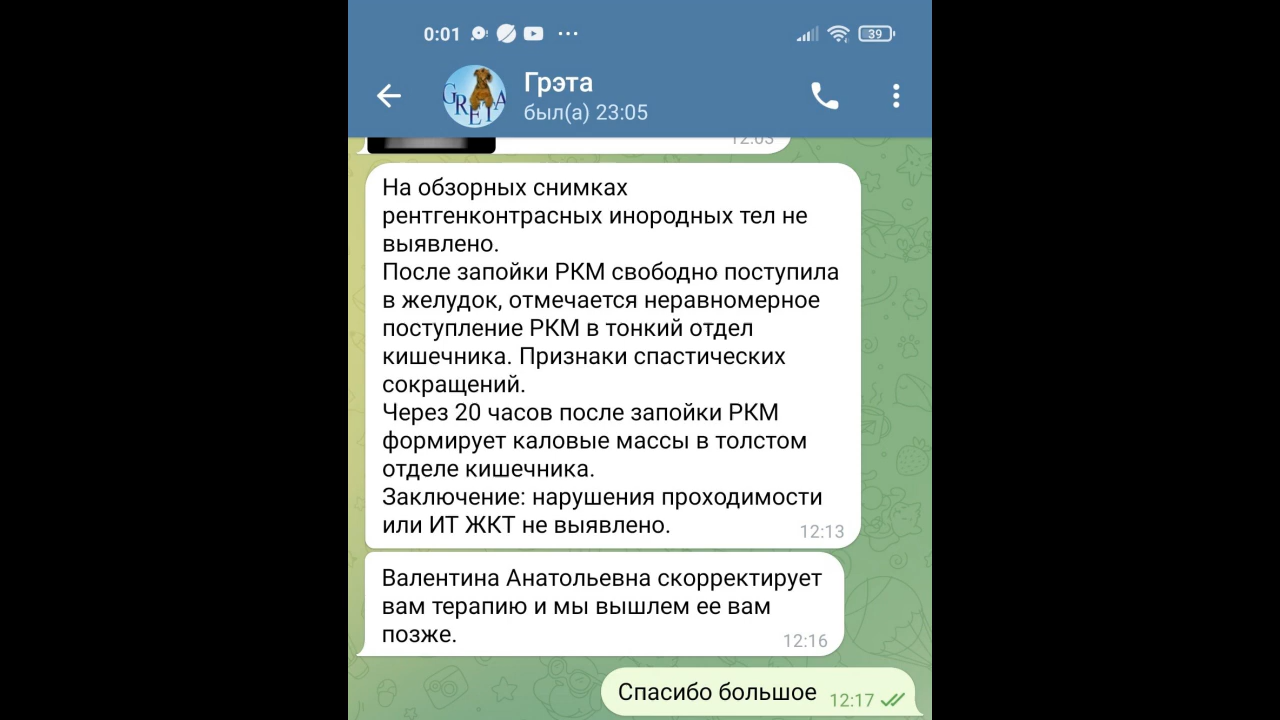 0:01
39
Грэта
был(а) 23:05
GRETA
12:03
На обзорных снимках
рентгенконтрасных инородных тел не
выявлено.
После запойки РКМ свободно поступила
в желудок, отмечается неравномерное
поступление РКМ в тонкий отдел
кишечника. Признаки спастических
сокращений.
Через 20 часов после запойки РКМ
формирует каловые массы в толстом
отделе кишечника.
Заключение: нарушения проходимости
или ИТ ЖКТ не выявлено.
12:13
Валентина Анатольевна скорректирует
вам терапию и мы вышлем ее вам
позже.
12:16
Спасибо большое
12:17